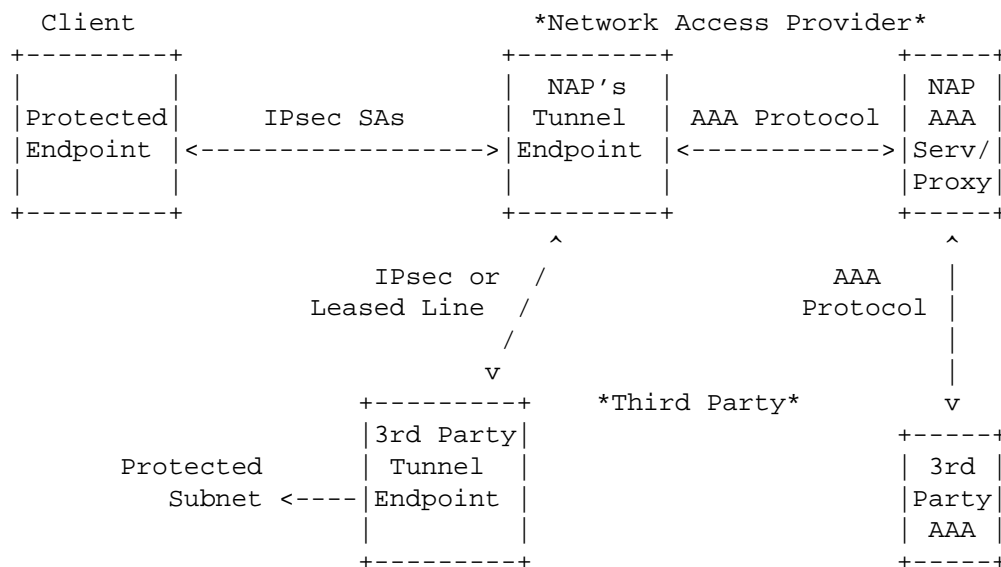 Client *Network Access Provider*
NAP's NAP
Protected IPsec SAs Tunnel AAA Protocol AAA
Endpoint Endpoint Serv/
Proxy
IPsec or AAA
Leased Line Protocol
*Third Party*
3rd Party
Protected Tunnel 3rd
Subnet Endpoint Party
AAA